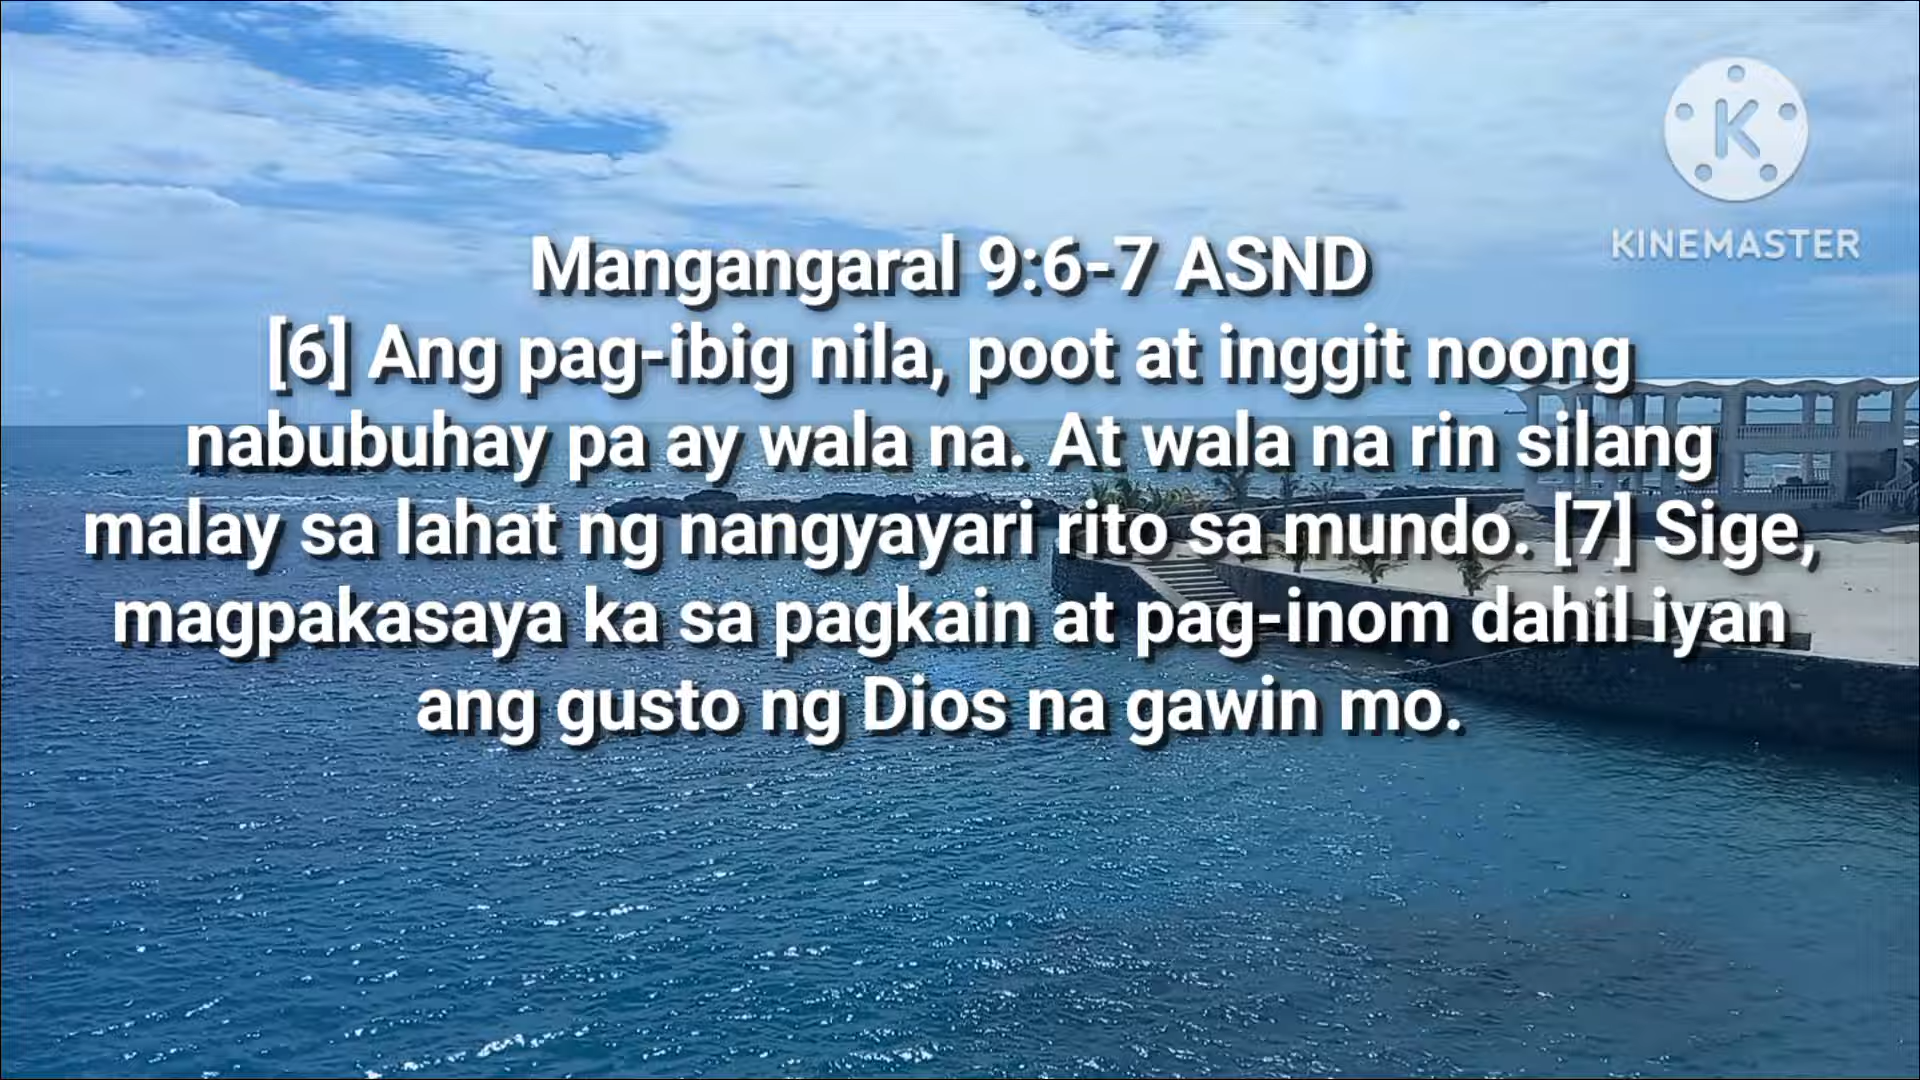 KINEMASTER
Mangangaral 9:6-7 ASND
[6] Ang pag-ibig nila, poot at inggit noong
nabubuhay pa ay wala na. At wala na rin silang
malay sa lahat ng nangyayari rito sa mundo. [7] Sige,
magpakasaya ka sa pagkain at pag-inom dahil iyan
ang gusto ng Dios na gawin mo.